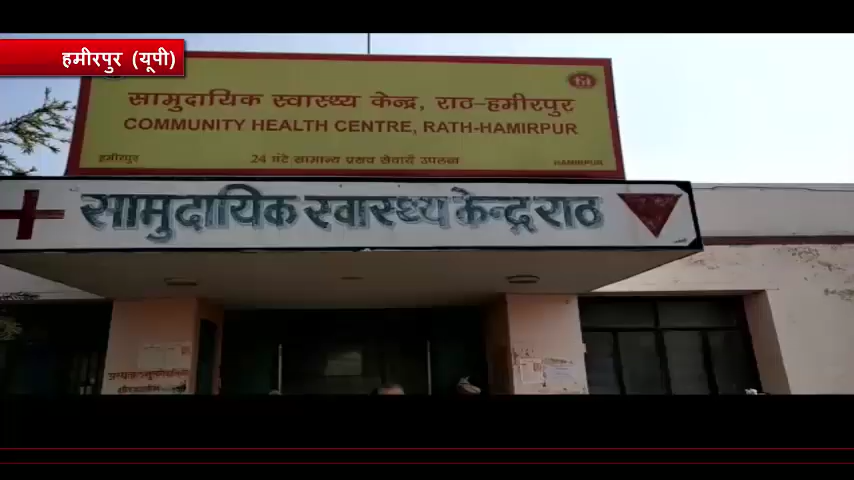 हमीरपुर (यूपी)
सामुदायिक स्वास्थ्य केन्द्र, राठ-हमीरपुर
COMMUNITY HEALTH CENTRE, RATH-HAMIRPUR
हमीरपुर 24 घंटे सामान्य प्रसव सेवायें उपलब्ध HAMIRPUR
सामुदायिक स्वास्थ्य केन्द्र राठ